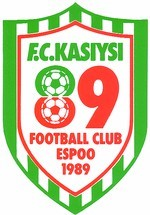 F.C.KASIYSI
89
FOOTBALL CLUB
ESPOO
1989